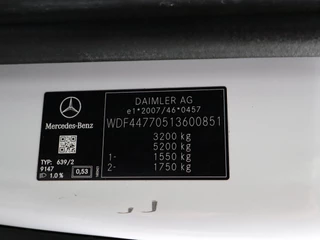 DAIMLER AG
e1*2007/46*0457
WDF44770513600851
3200 kg
5200 kg
1- 1550 kg
2- 1750 kg
Mercedes-Benz
TYP: 639/2
9147
1.0 % 0,53